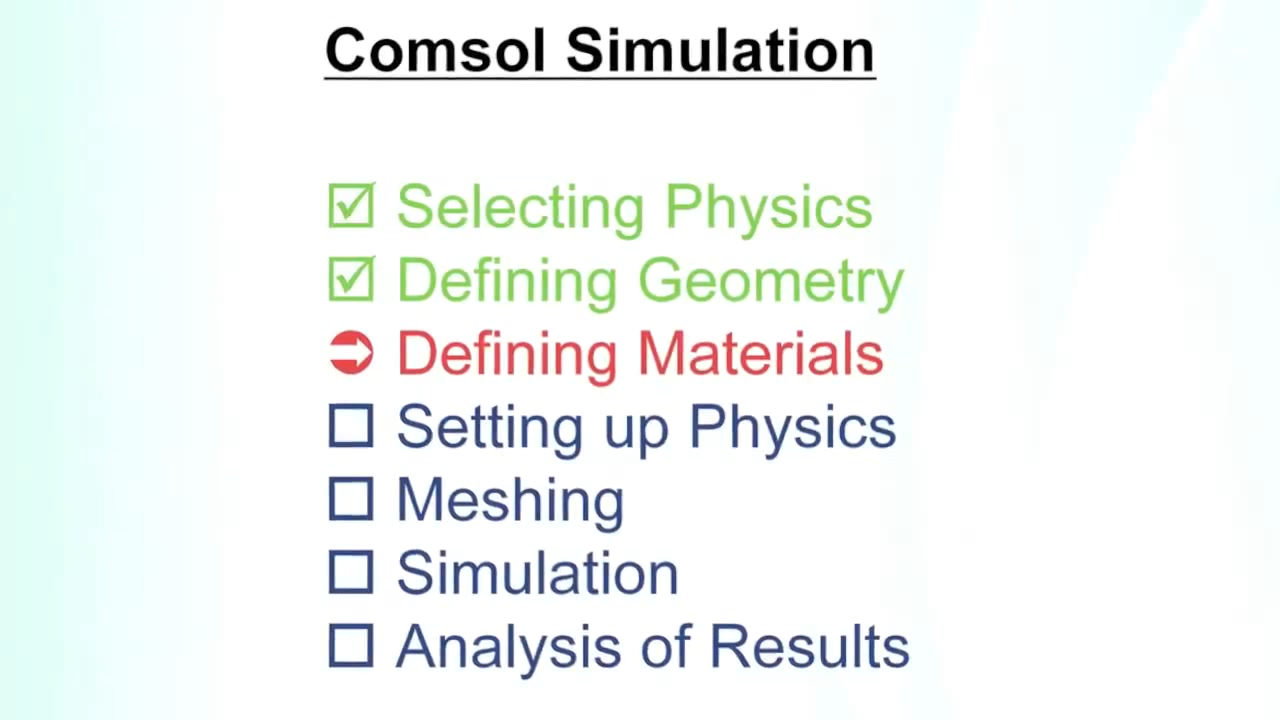 Comsol Simulation
Selecting Physics
Defining Geometry
Defining Materials
Setting up Physics
Meshing
Simulation
Analysis of Results